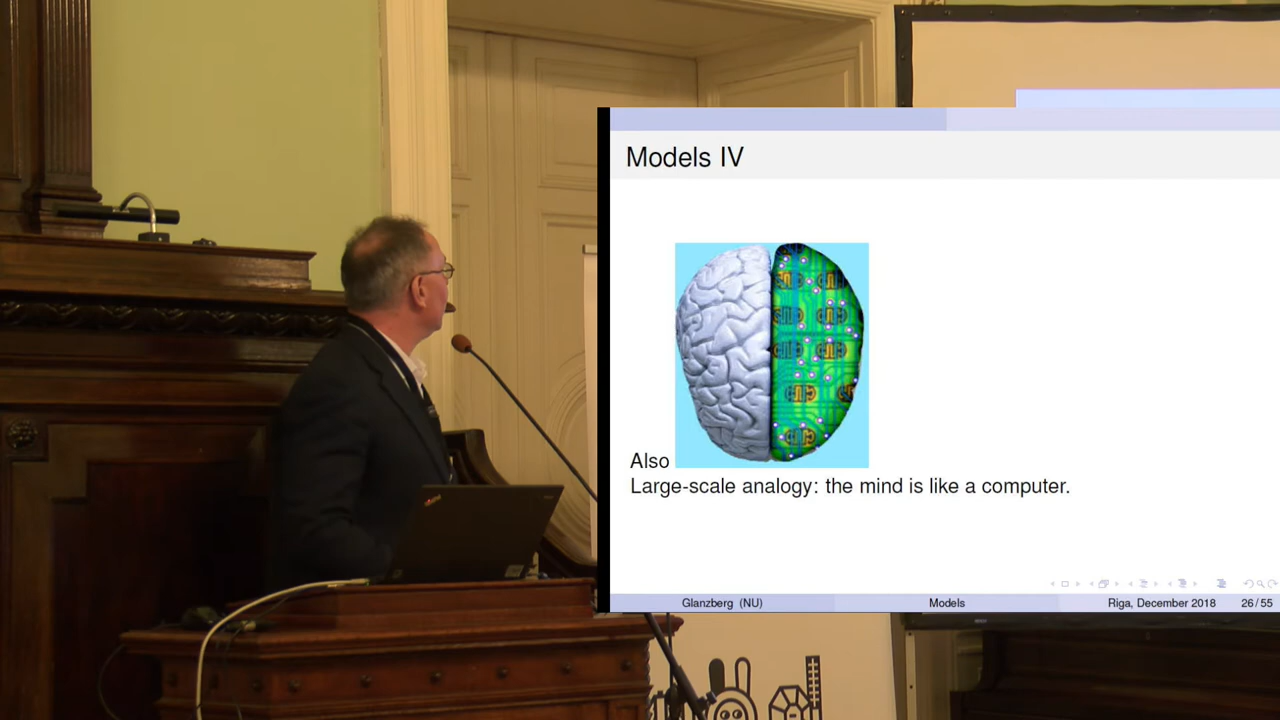 Models IV
Also
Large-scale analogy: the mind is like a computer.
Glanzberg (NU) Models Riga, December 2018 26/55